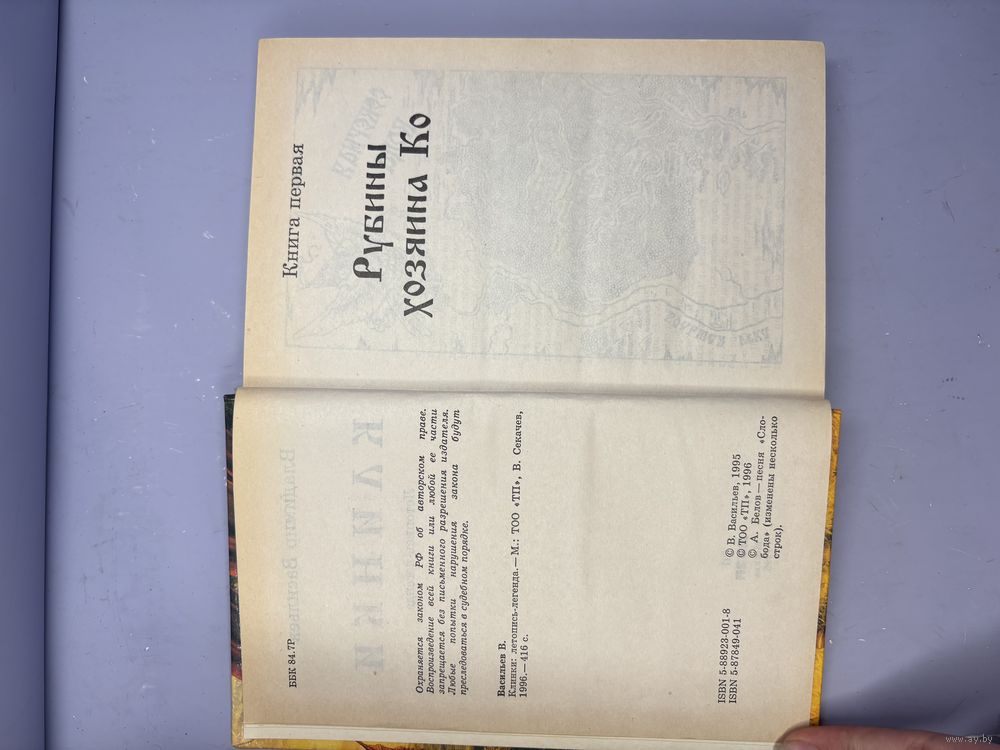 ББК 84.7Р
Охраняется законом РФ об авторском праве.
Воспроизведение всей книги или любой ее части
запрещается без письменного разрешения издателя.
Любые попытки нарушения закона будут
преследоваться в судебном порядке.
Васильев В.
Клинки: летопись-легенда. — М.: ТОО «ТП», В. Секачев,
1996.—416 с.
© В. Васильев, 1995
© ТОО «ТП», 1996
© А. Белов — песня «Сло-
бода» (изменены несколько
строк).
ISBN 5-88923-001-8
ISBN 5-87849-041
Книга первая
Рубины
Хозяина Ко
www.ay.by